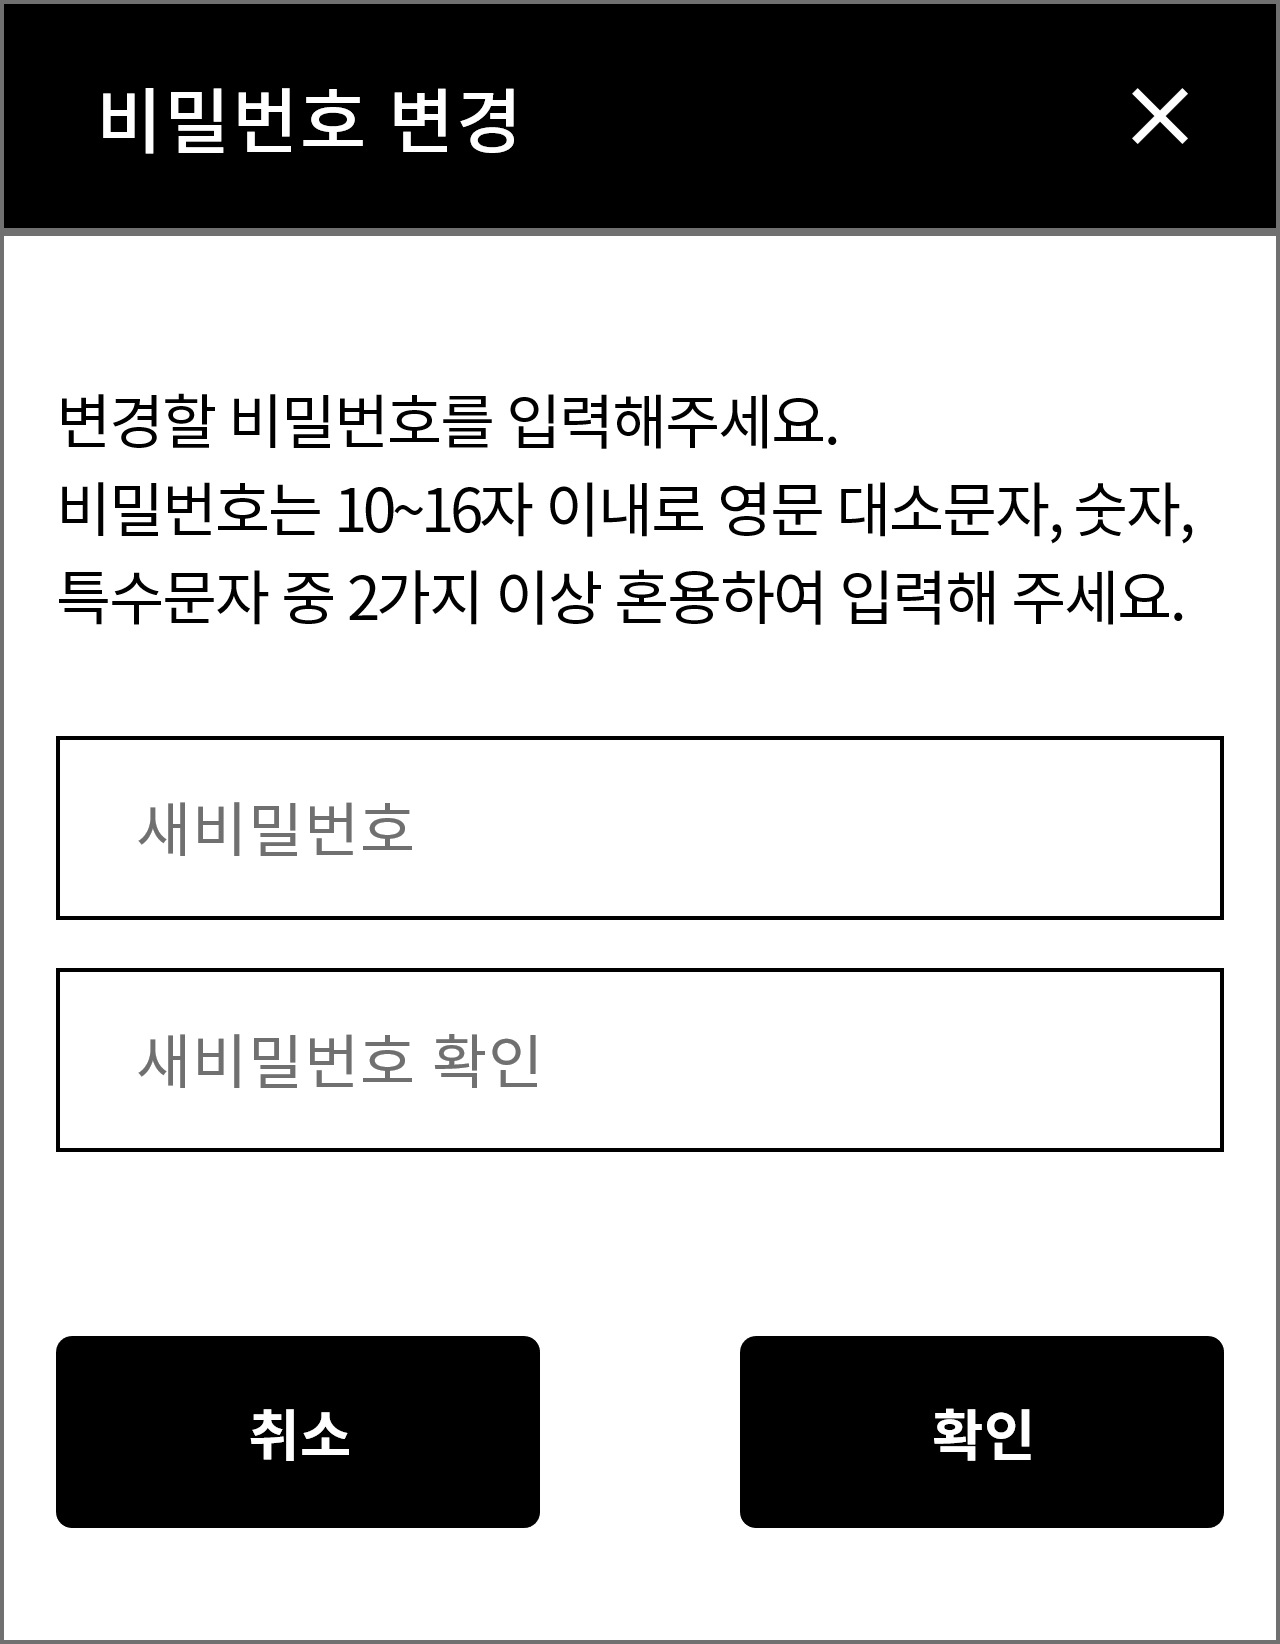 비밀번호 변경
변경할 비밀번호를 입력해주세요.
비밀번호는 10~16자 이내로 영문 대소문자, 숫자,
특수문자 중 2가지 이상 혼용하여 입력해 주세요.
새비밀번호
새비밀번호 확인
취소
확인